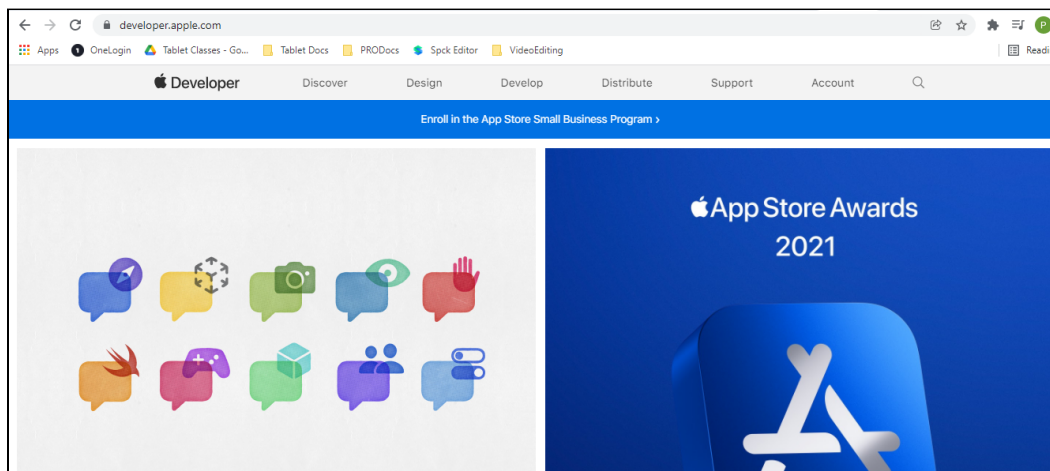 developer.apple.com
P
Apps OneLogin Tablet Classes - Go... Tablet Docs PRODocs Spck Editor VideoEditing Readi
Developer Discover Design Develop Distribute Support Account
Enroll in the App Store Small Business Program ›
App Store Awards
2021